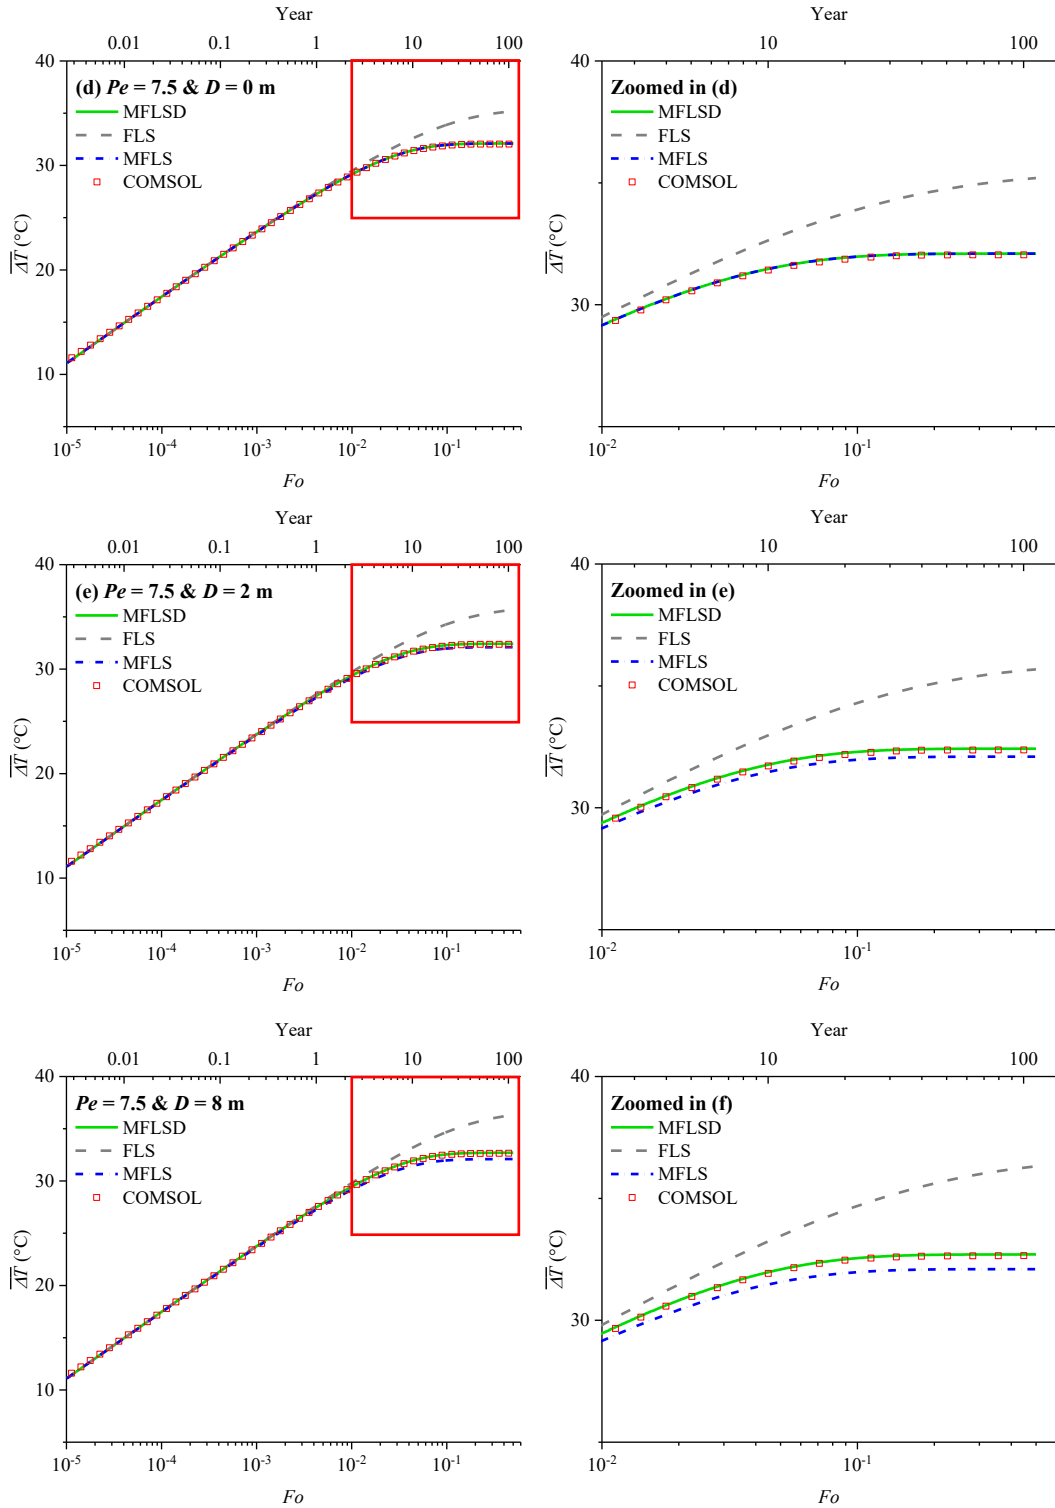 Year
0.01 0.1 1 10 100
40
30
20
10
(d) Pe = 7.5 & D = 0 m
MFLSD
FLS
MFLS
COMSOL
ΔT (°C)
10-5 10-4 10-3 10-2 10-1
Fo
Year
10 100
40
30
Zoomed in (d)
MFLSD
FLS
MFLS
COMSOL
ΔT (°C)
10-2 10-1
Fo
Year
0.01 0.1 1 10 100
40
30
20
10
(e) Pe = 7.5 & D = 2 m
MFLSD
FLS
MFLS
COMSOL
ΔT (°C)
10-5 10-4 10-3 10-2 10-1
Fo
Year
10 100
40
30
Zoomed in (e)
MFLSD
FLS
MFLS
COMSOL
ΔT (°C)
10-2 10-1
Fo
Year
0.01 0.1 1 10 100
40
30
20
10
Pe = 7.5 & D = 8 m
MFLSD
FLS
MFLS
COMSOL
ΔT (°C)
10-5 10-4 10-3 10-2 10-1
Fo
Year
10 100
40
30
Zoomed in (f)
MFLSD
FLS
MFLS
COMSOL
ΔT (°C)
10-2 10-1
Fo